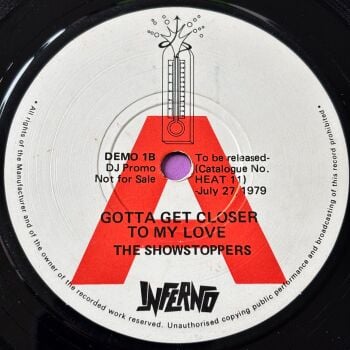 DEMO 1B
DJ Promo
Not for Sale
To be released-
(Catalogue No.
HEAT 11)
July 27 1979
A
GOTTA GET CLOSER
TO MY LOVE
THE SHOWSTOPPERS
INFERNO
• All rights of the Manufacturer and of the owner of the recorded work reserved. Unauthorised copying public performance and broadcasting of this record prohibited •